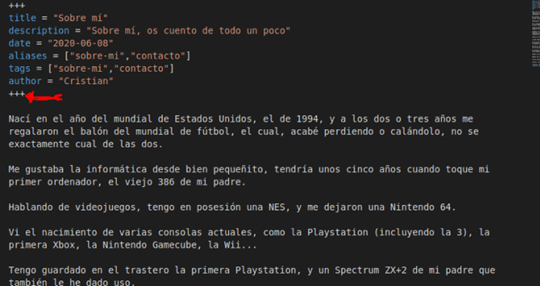 +++
title = "Sobre mí"
description = "Sobre mí, os cuento de todo un poco"
date = "2020-06-08"
aliases = ["sobre-mi","contacto"]
tags = ["sobre-mi","contacto"]
author = "Cristian"
+++
Nací en el año del mundial de Estados Unidos, el de 1994, y a los dos o tres años me
regalaron el balón del mundial de fútbol, el cual, acabé perdiendo o calándolo, no se
exactamente cual de las dos.
Me gustaba la informática desde bien pequeñito, tendría unos cinco años cuando toque mi
primer ordenador, el viejo 386 de mi padre.
Hablando de videojuegos, tengo en posesión una NES, y me dejaron una Nintendo 64.
Vi el nacimiento de varias consolas actuales, como la Playstation (incluyendo la 3), la
primera Xbox, la Nintendo Gamecube, la Wii...
Tengo guardado en el trastero la primera Playstation, y un Spectrum ZX+2 de mi padre que
también le he dado uso.